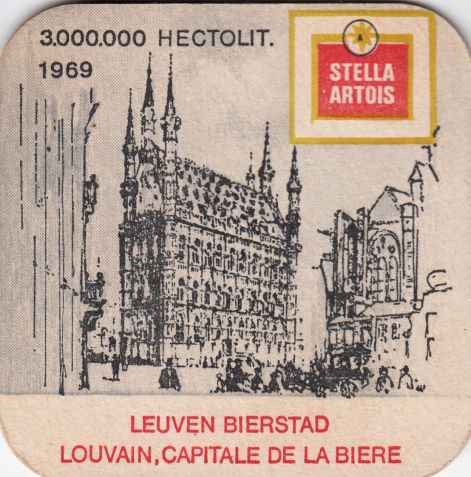 3.000.000 HECTOLIT.
1969
A
STELLA
ARTOIS
LEUVEN BIERSTAD
LOUVAIN, CAPITALE DE LA BIERE